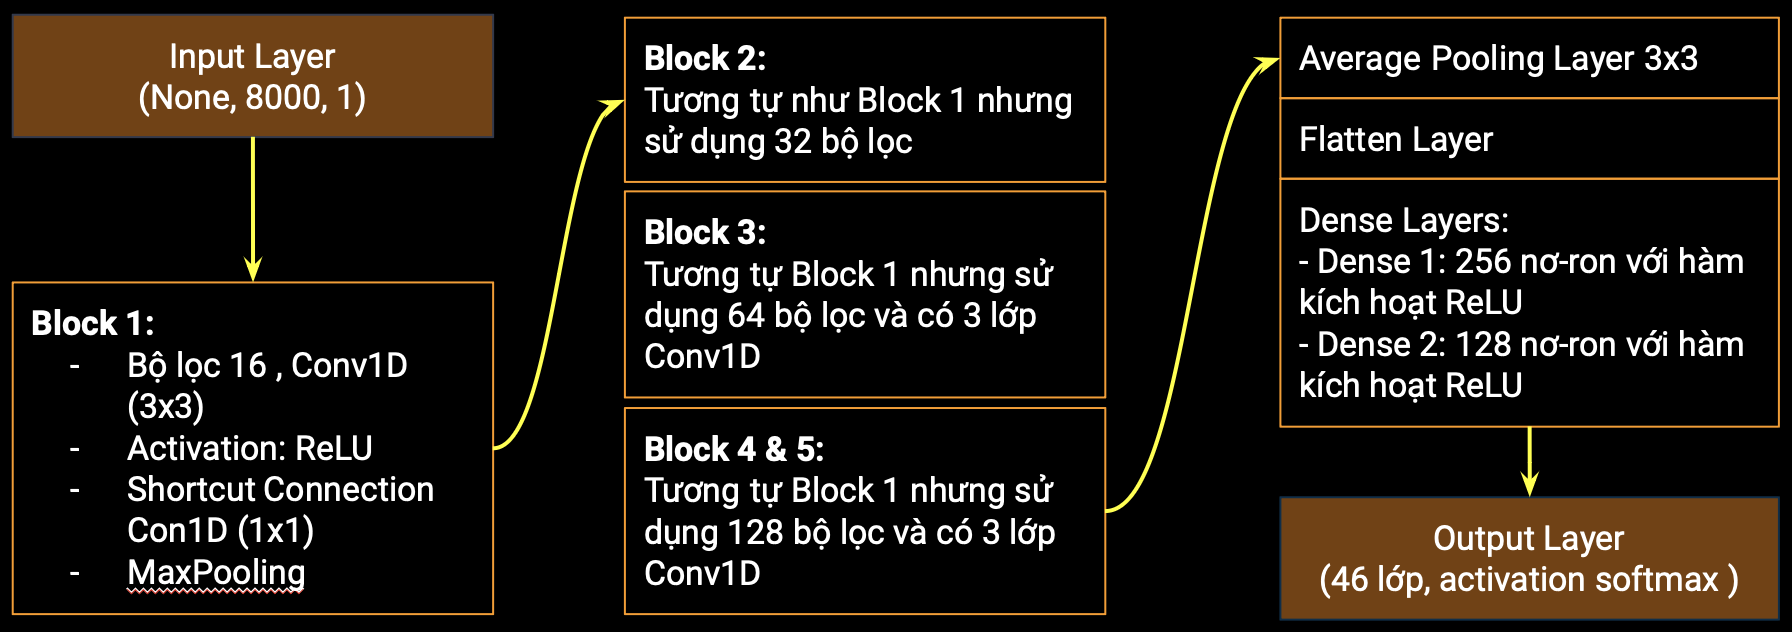 Input Layer
(None, 8000, 1)
Block 1:
- Bộ lọc 16 , Conv1D
(3x3)
- Activation: ReLU
- Shortcut Connection
Con1D (1x1)
- MaxPooling
Block 2:
Tương tự như Block 1 nhưng
sử dụng 32 bộ lọc
Block 3:
Tương tự Block 1 nhưng sử
dụng 64 bộ lọc và có 3 lớp
Conv1D
Block 4 & 5:
Tương tự Block 1 nhưng sử
dụng 128 bộ lọc và có 3 lớp
Conv1D
Average Pooling Layer 3x3
Flatten Layer
Dense Layers:
- Dense 1: 256 nơ-ron với hàm
kích hoạt ReLU
- Dense 2: 128 nơ-ron với hàm
kích hoạt ReLU
Output Layer
(46 lớp, activation softmax )